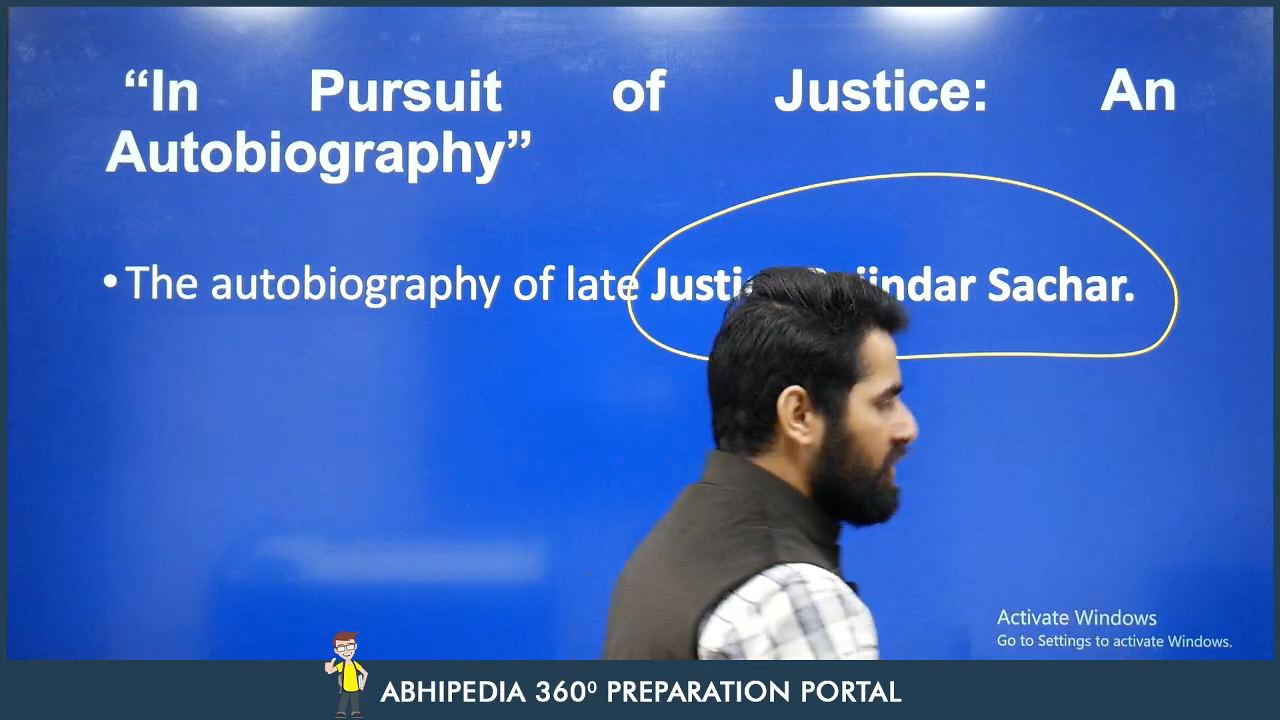 “In Pursuit of Justice: An
Autobiography”
• The autobiography of late Sachar.
Activate Windows
Go to Settings to activate Windows.
ABHIPEDIA 360⁰ PREPARATION PORTAL